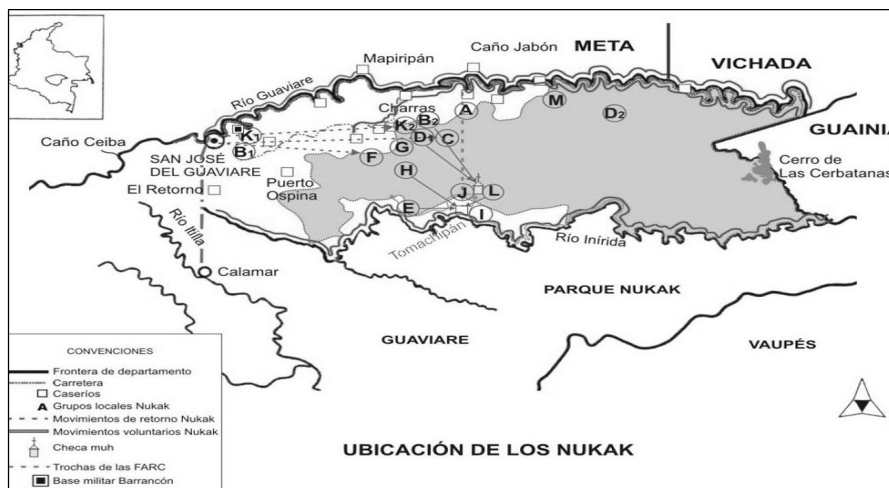 META
VICHADA
GUAINIA
Caño Jabón
Mapiripán
Río Guaviare
Charras
Caño Ceiba
K1
B1
K2
B2
A
M
D2
D1
C
G
F
H
J
L
E
I
SAN JOSÉ
DEL GUAVIARE
El Retorno
Puerto
Ospina
Cerro de
Las Cerbatanas
Río Itilla
Tomachipán
Río Inírida
Calamar
PARQUE NUKAK
GUAVIARE
VAUPÉS
CONVENCIONES
Frontera de departamento
Carretera
Caseríos
A Grupos locales Nukak
Movimientos de retorno Nukak
Movimientos voluntarios Nukak
Checa muh
Trochas de las FARC
Base militar Barrancón
UBICACIÓN DE LOS NUKAK